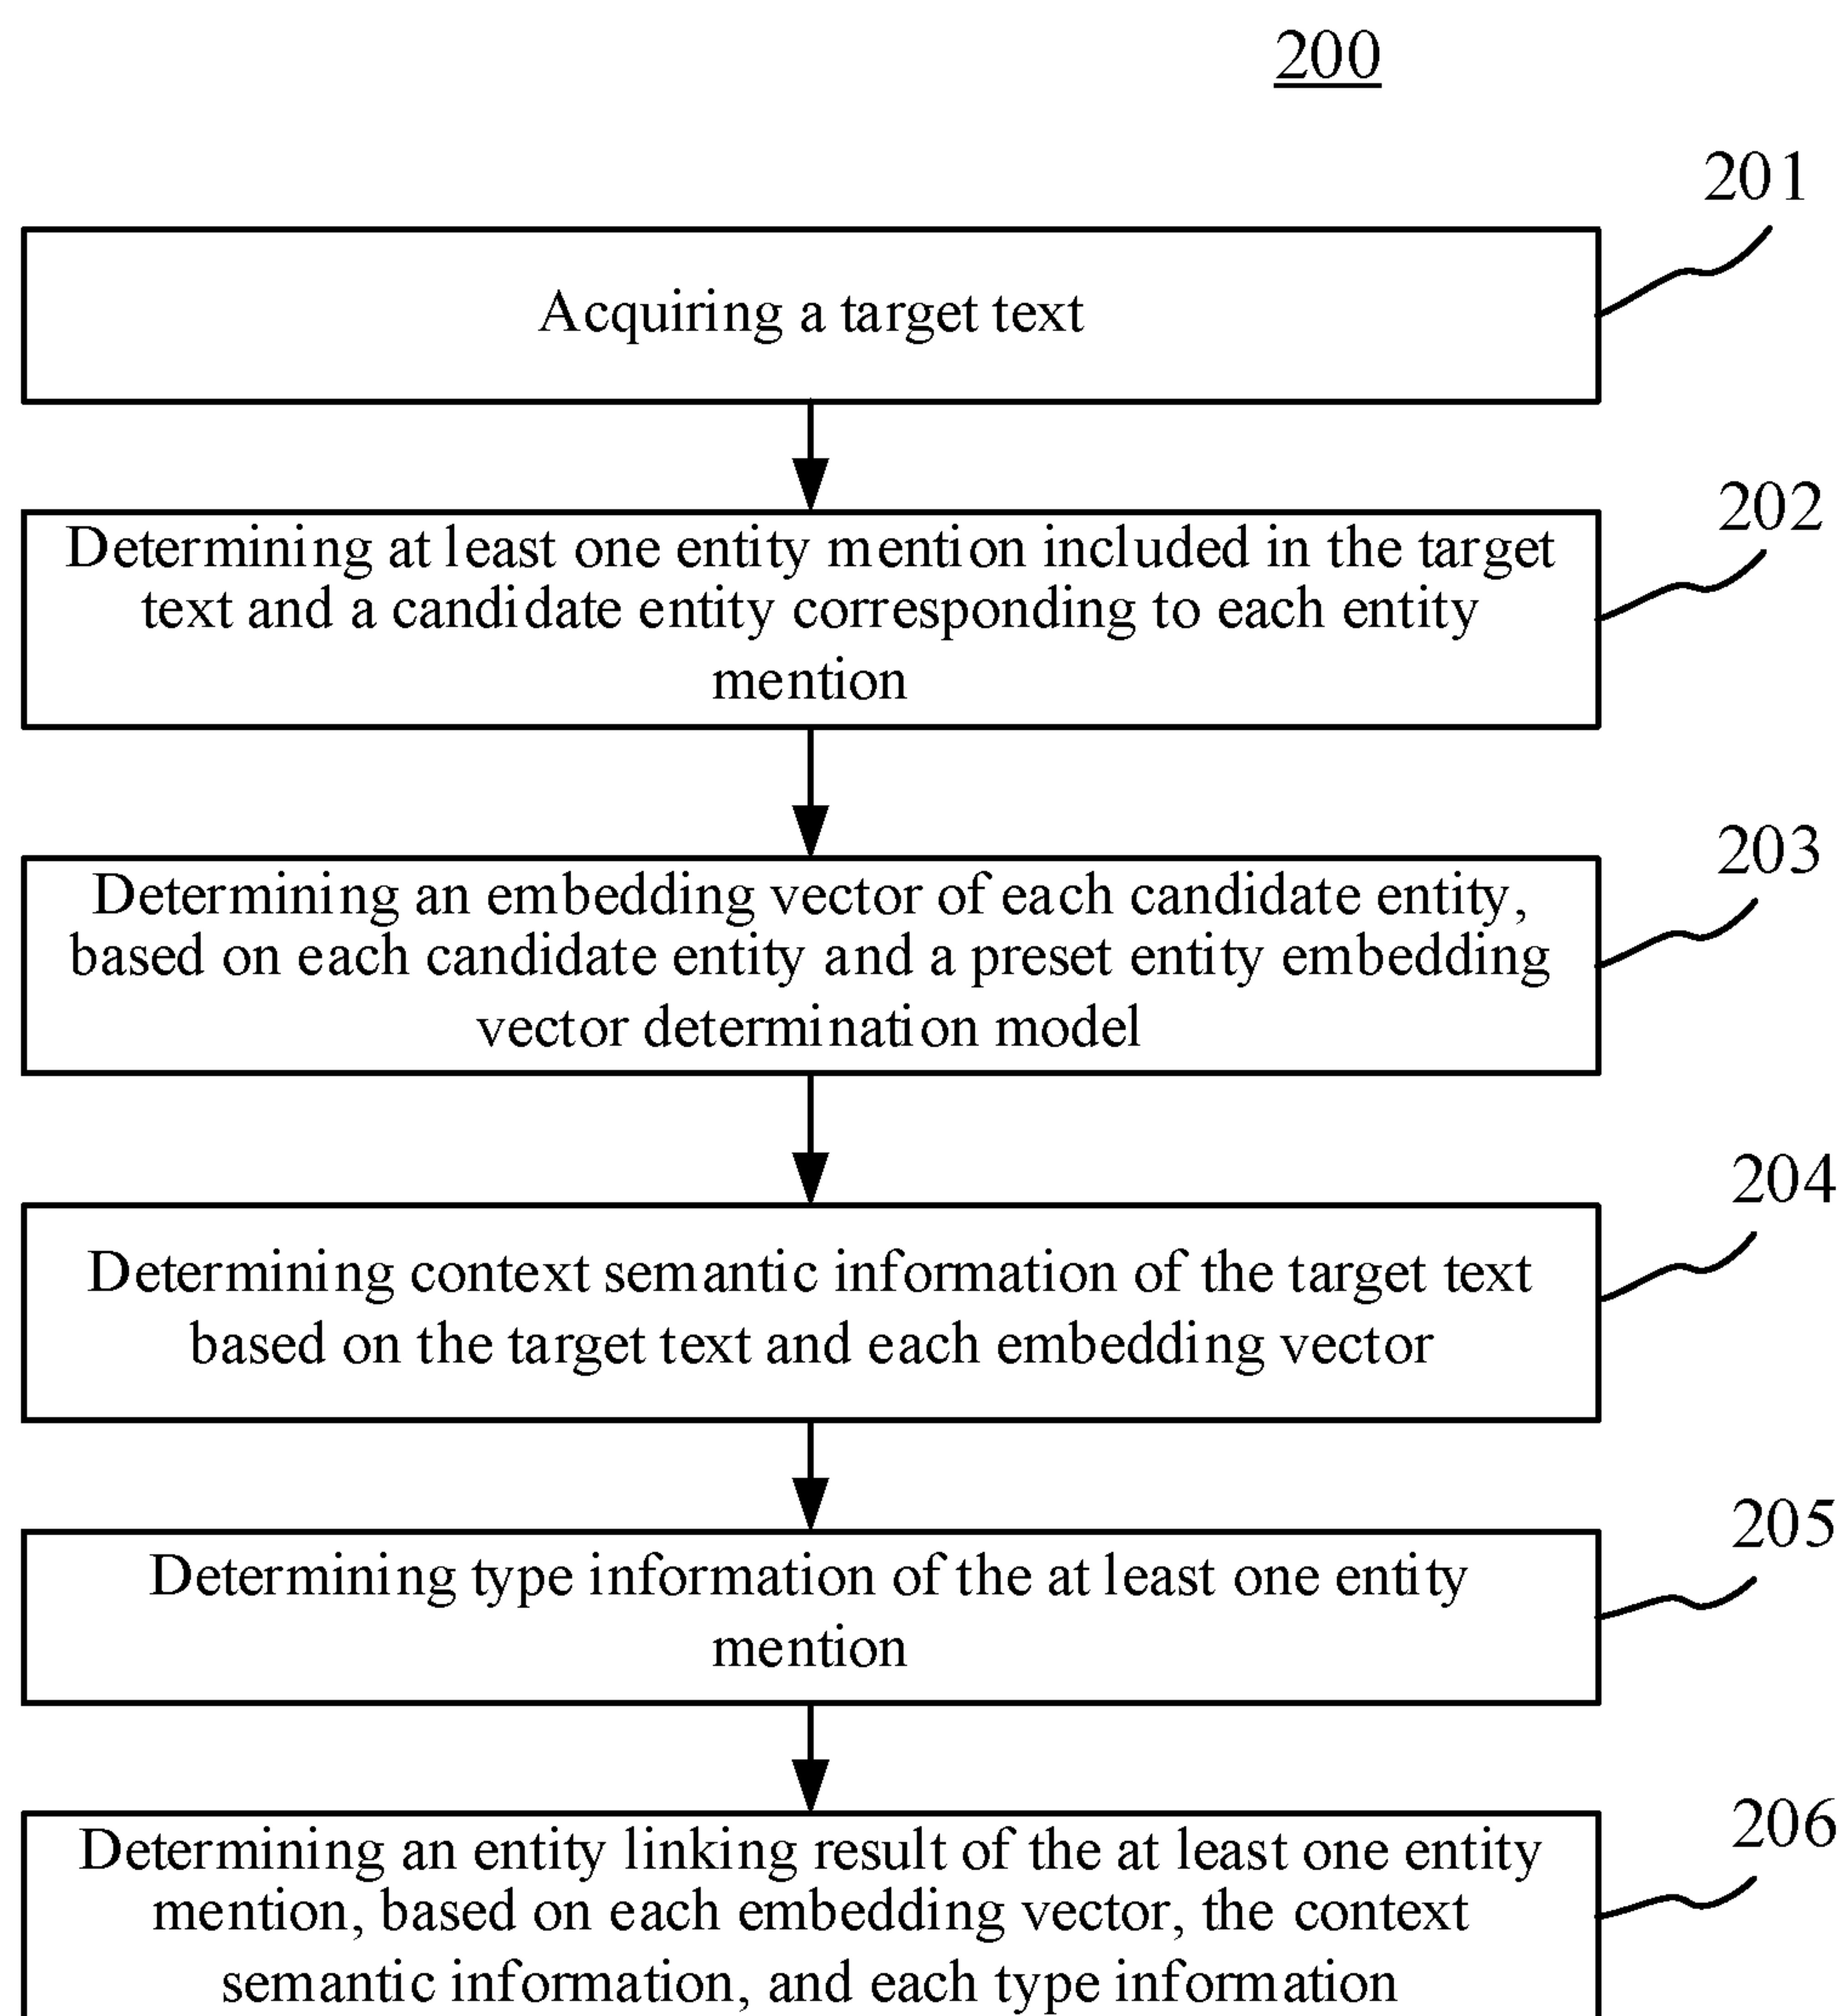 200
201
Acquiring a target text
202
Determining at least one entity mention included in the target
text and a candidate entity corresponding to each entity
mention
203
Determining an embedding vector of each candidate entity,
based on each candidate entity and a preset entity embedding
vector determination model
204
Determining context semantic information of the target text
based on the target text and each embedding vector
205
Determining type information of the at least one entity
mention
206
Determining an entity linking result of the at least one entity
mention, based on each embedding vector, the context
semantic information, and each type information